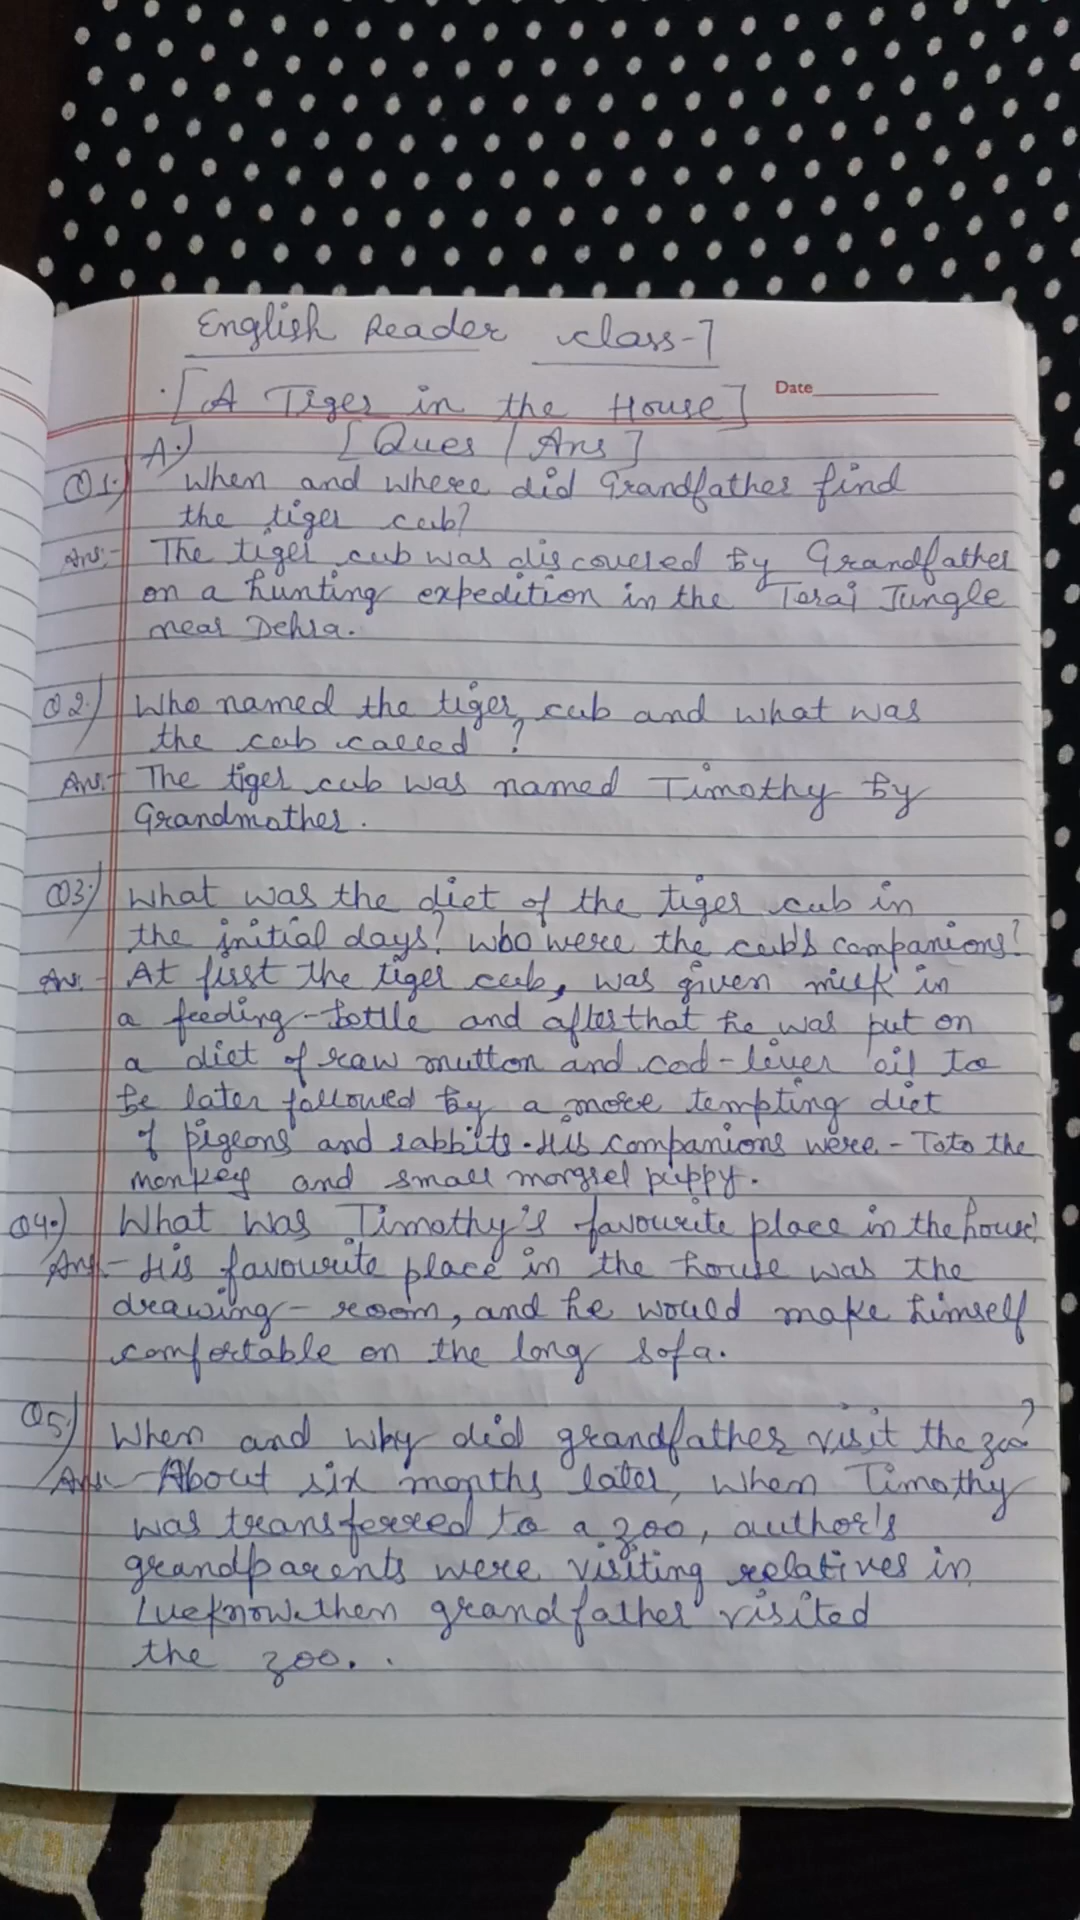 English Reader Class-7
[A Tiger in the House]
Date
A.) [Ques / Ans]
Q1.) When and where did Grandfather find
the tiger cub?
Ans:- The tiger cub was discovered by Grandfather
on a hunting expedition in the Terai Jungle
near Dehra.
Q2.) Who named the tiger cub and what was
the cub called ?
Ans:- The tiger cub was named Timothy by
Grandmother.
Q3.) What was the diet of the tiger cub in
the initial days? Who were the cub's companions?
Ans:- At first the tiger cub, was given milk in
a feeding-bottle and after that he was put on
a diet of raw mutton and cod-liver oil to
be later followed by a more tempting diet
of pigeons and rabbits. His companions were - Toto the
monkey and small mongrel puppy.
Q4.) What was Timothy's favourite place in the house?
Ans:- His favourite place in the house was the
drawing-room, and he would make himself
comfortable on the long sofa.
Q5.) When and why did grandfather visit the zoo?
Ans:- About six months later, when Timothy
was transferred to a zoo, author's
grandparents were visiting relatives in
Lucknow. then grandfather visited
the zoo..